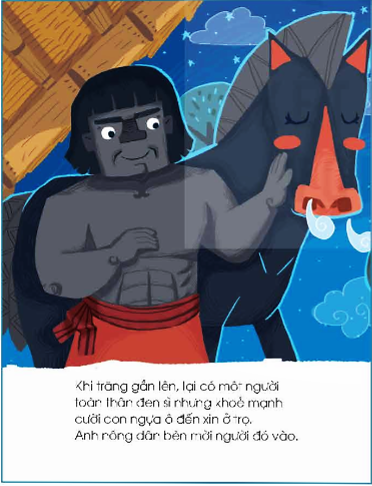 Khi trăng gần lên, lại có một người
toàn thân đen sì nhưng khoẻ mạnh
cưỡi con ngựa ô đến xin ở trọ.
Anh nông dân bèn mời người đó vào.